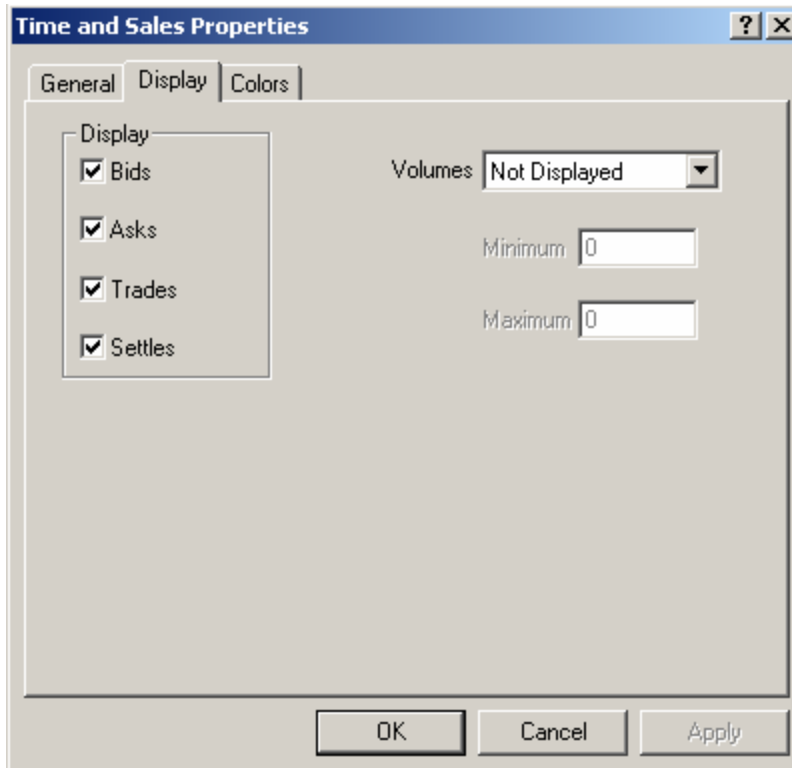 Time and Sales Properties
General Display Colors
Display
Bids
Asks
Trades
Settles
Volumes Not Displayed
Minimum 0
Maximum 0
OK Cancel Apply